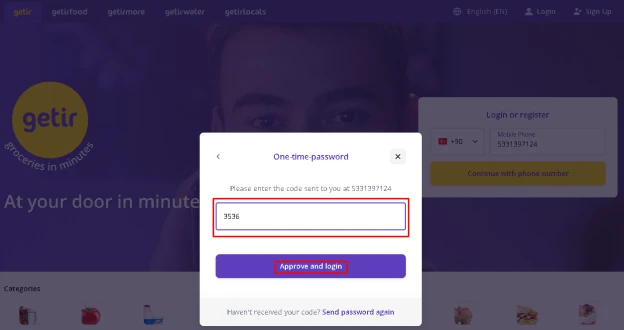 getir getirfood getirmore getirwater getirlocals English (EN) Login Sign Up
getir
groceries in minutes
At your door in minute
Login or register
+90
Mobile Phone
5331397124
Continue with phone number
One-time-password
Please enter the code sent to you at 5331397124
3536
Approve and login
Haven't received your code? Send password again
Categories